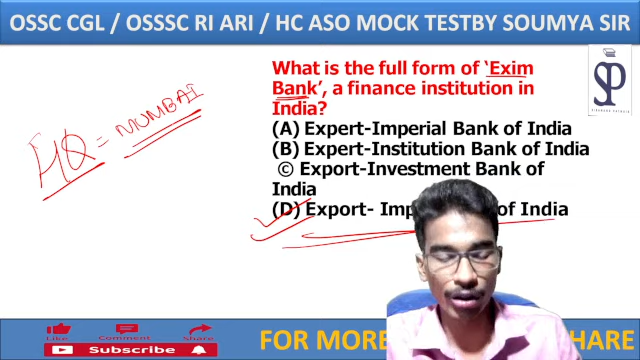 OSSC CGL / OSSSC RI ARI / HC ASO MOCK TESTBY SOUMYA SIR
What is the full form of ‘Exim
Bank’, a finance institution in
India?
(A) Expert-Imperial Bank of India
(B) Expert-Institution Bank of India
© Export-Investment Bank of
India
(D) Export- of India
HQ = MUMBAI
SP
Like
Comment
Share
Subscribe
FOR MORE SHARE